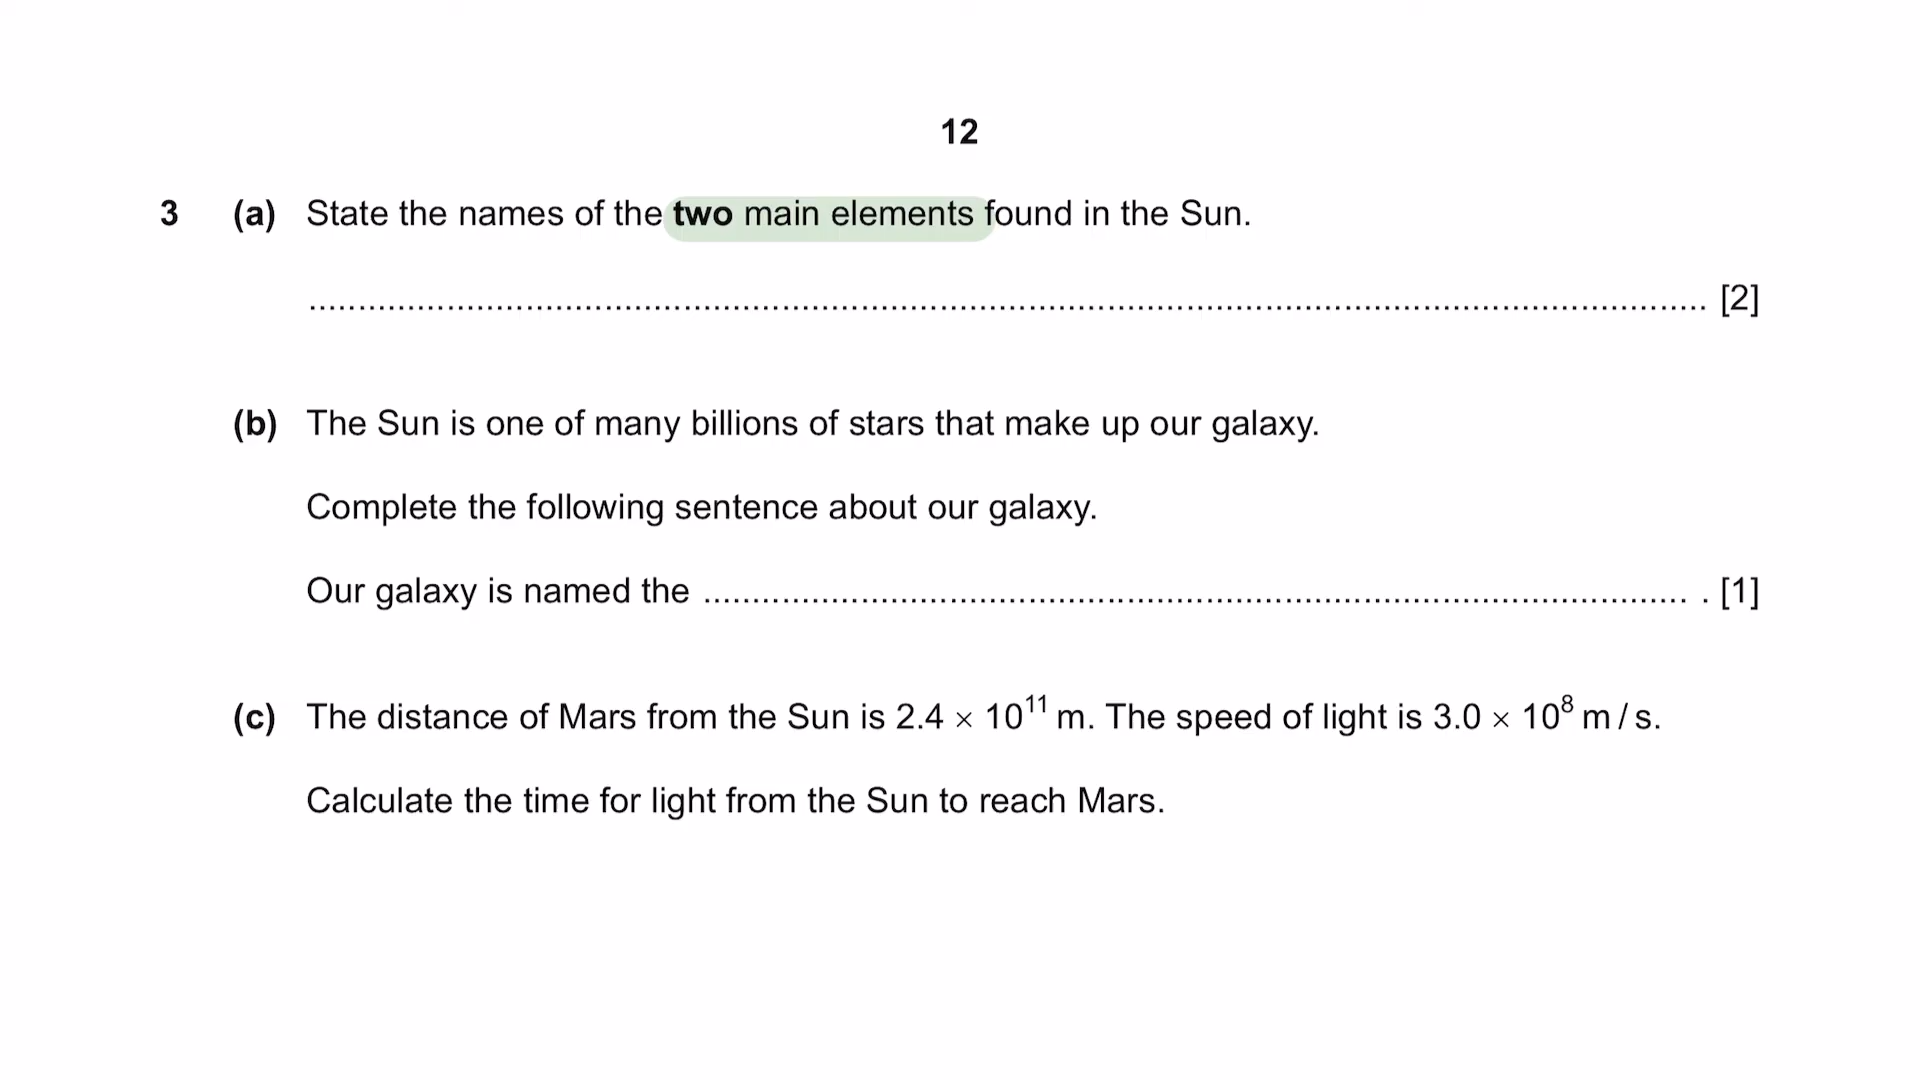 12
3 (a) State the names of the two main elements found in the Sun.
.......................................................................................................................................... [2]
(b) The Sun is one of many billions of stars that make up our galaxy.
Complete the following sentence about our galaxy.
Our galaxy is named the .................................................................................................. . [1]
(c) The distance of Mars from the Sun is 2.4 × 10¹¹ m. The speed of light is 3.0 × 10⁸ m / s.
Calculate the time for light from the Sun to reach Mars.